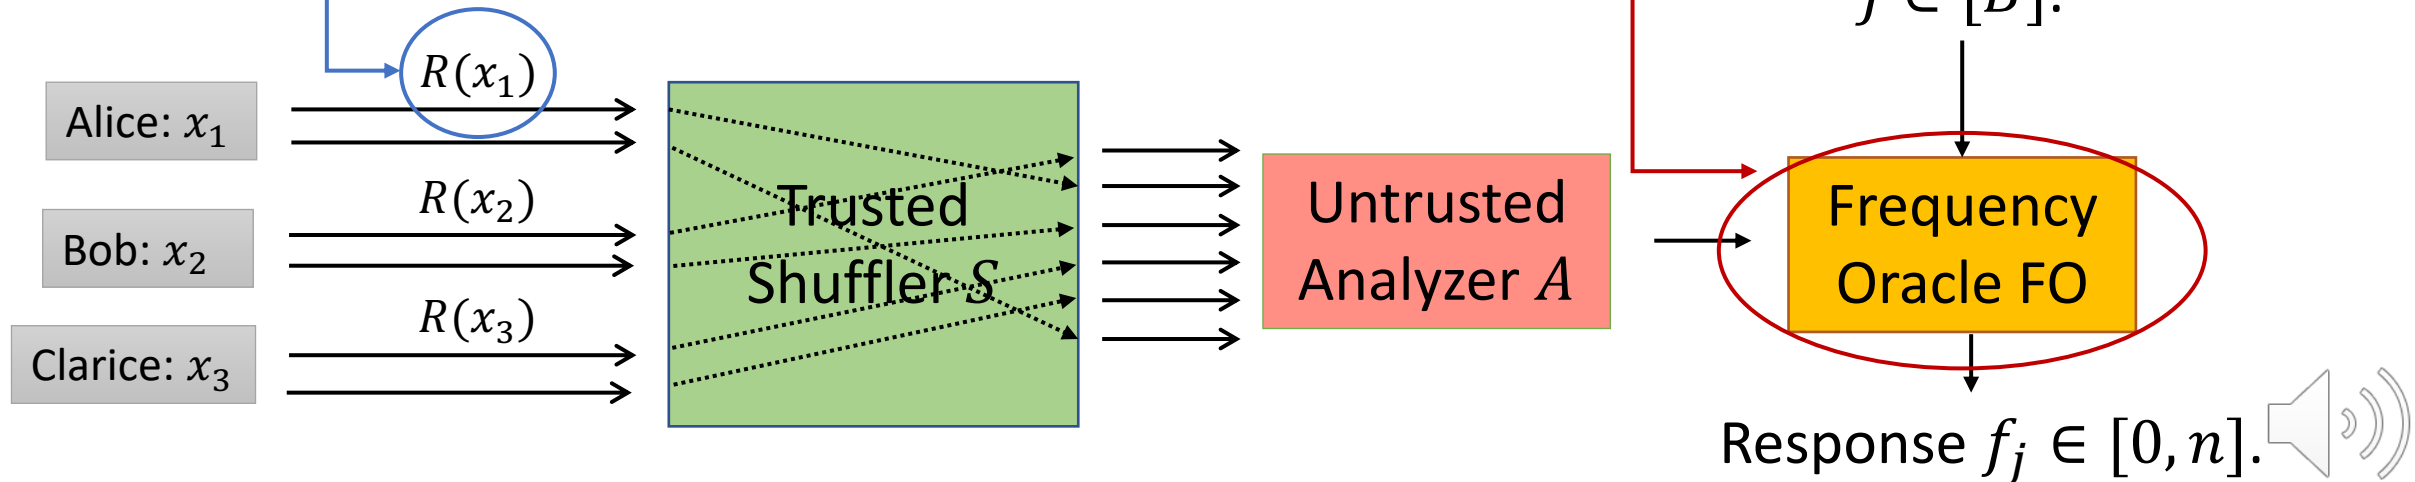 j ∈ [B].
R(x₁)
Alice: x₁
R(x₂)
Bob: x₂
R(x₃)
Clarice: x₃
Trusted
Shuffler S
Untrusted
Analyzer A
Frequency
Oracle FO
Response fⱼ ∈ [0, n].